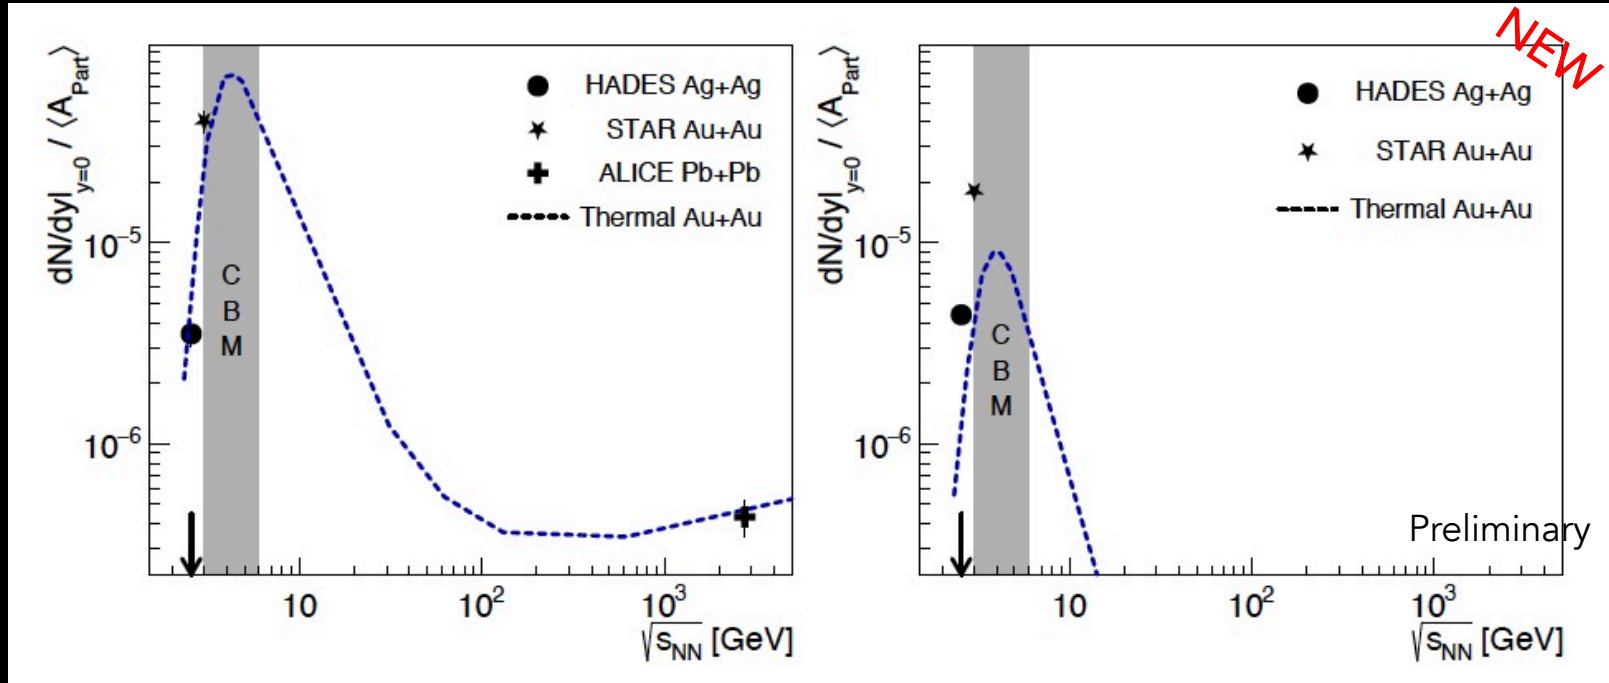 NEW
dN/dy|y=0 / ⟨APart⟩
HADES Ag+Ag
STAR Au+Au
ALICE Pb+Pb
Thermal Au+Au
10⁻⁵
10⁻⁶
C
B
M
10
10²
10³
√sNN [GeV]
dN/dy|y=0 / ⟨APart⟩
HADES Ag+Ag
STAR Au+Au
Thermal Au+Au
10⁻⁵
10⁻⁶
C
B
M
Preliminary
10
10²
10³
√sNN [GeV]